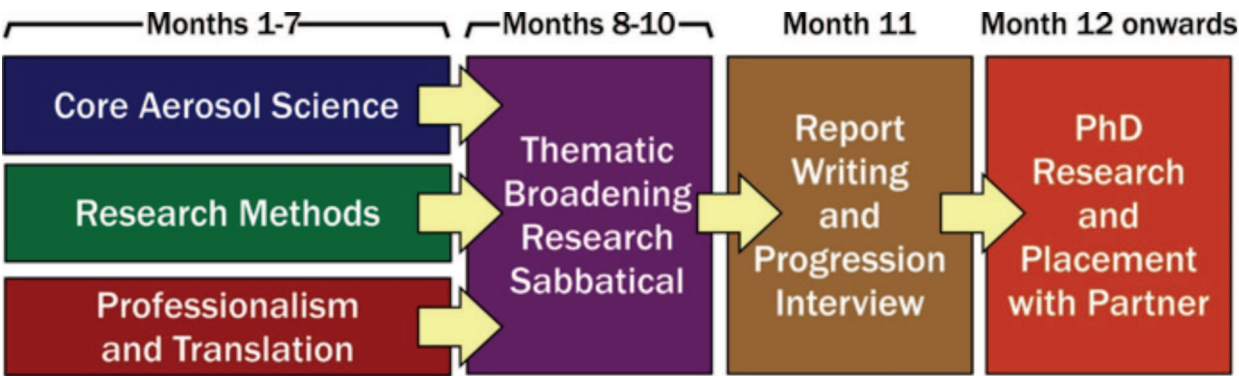 Months 1-7
Months 8-10
Month 11
Month 12 onwards
Core Aerosol Science
Research Methods
Professionalism
and Translation
Thematic
Broadening
Research
Sabbatical
Report
Writing
and
Progression
Interview
PhD
Research
and
Placement
with Partner